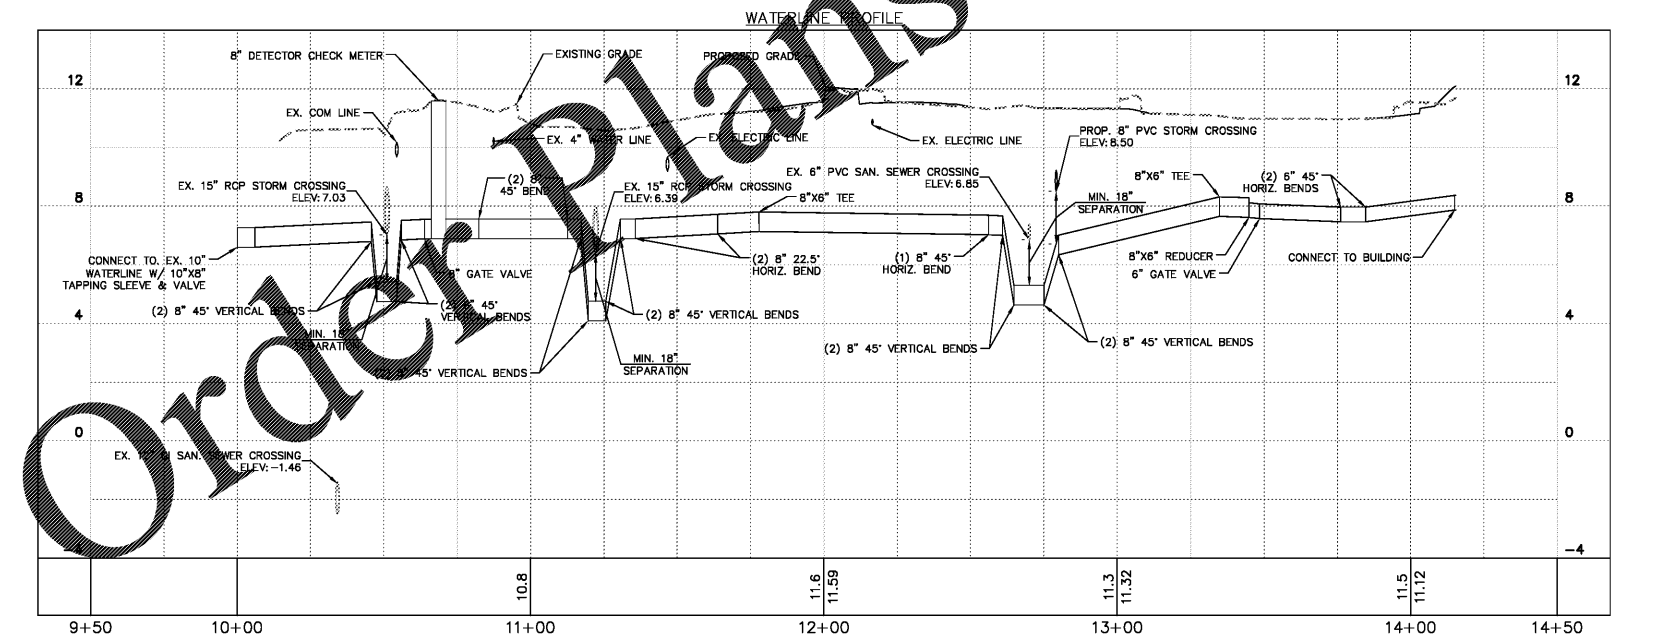 WATERLINE PROFILE
8" DETECTOR CHECK METER
EXISTING GRADE
PROPOSED GRADE
12
12
EX. COM LINE
EX. 4" WATER LINE
EX. ELECTRIC LINE
EX. ELECTRIC LINE
PROP. 8" PVC STORM CROSSING
ELEV: 8.50
EX. 15" RCP STORM CROSSING
ELEV: 7.03
(2) 8"
45° BEND
EX. 15" RCP STORM CROSSING
ELEV: 6.39
8"X6" TEE
EX. 6" PVC SAN. SEWER CROSSING
ELEV: 6.85
MIN. 18"
SEPARATION
8"X6" TEE
(2) 6" 45°
HORIZ. BENDS
8
8
CONNECT TO. EX. 10"
WATERLINE W/ 10"X8"
TAPPING SLEEVE & VALVE
8" GATE VALVE
(2) 8" 22.5°
HORIZ. BEND
(1) 8" 45°
HORIZ. BEND
8"X6" REDUCER
6" GATE VALVE
CONNECT TO BUILDING
(2) 8" 45° VERTICAL BENDS
(2) 8" 45°
VERTICAL BENDS
(2) 8" 45° VERTICAL BENDS
4
4
MIN. 18"
SEPARATION
(2) 8" 45° VERTICAL BENDS
MIN. 18"
SEPARATION
(2) 8" 45° VERTICAL BENDS
(2) 8" 45° VERTICAL BENDS
0
0
EX. CI SAN. SEWER CROSSING
ELEV: -1.46
-4
-4
10.8
11.6
11.59
11.3
11.32
11.5
11.12
9+50
10+00
11+00
12+00
13+00
14+00
14+50
Order Plans